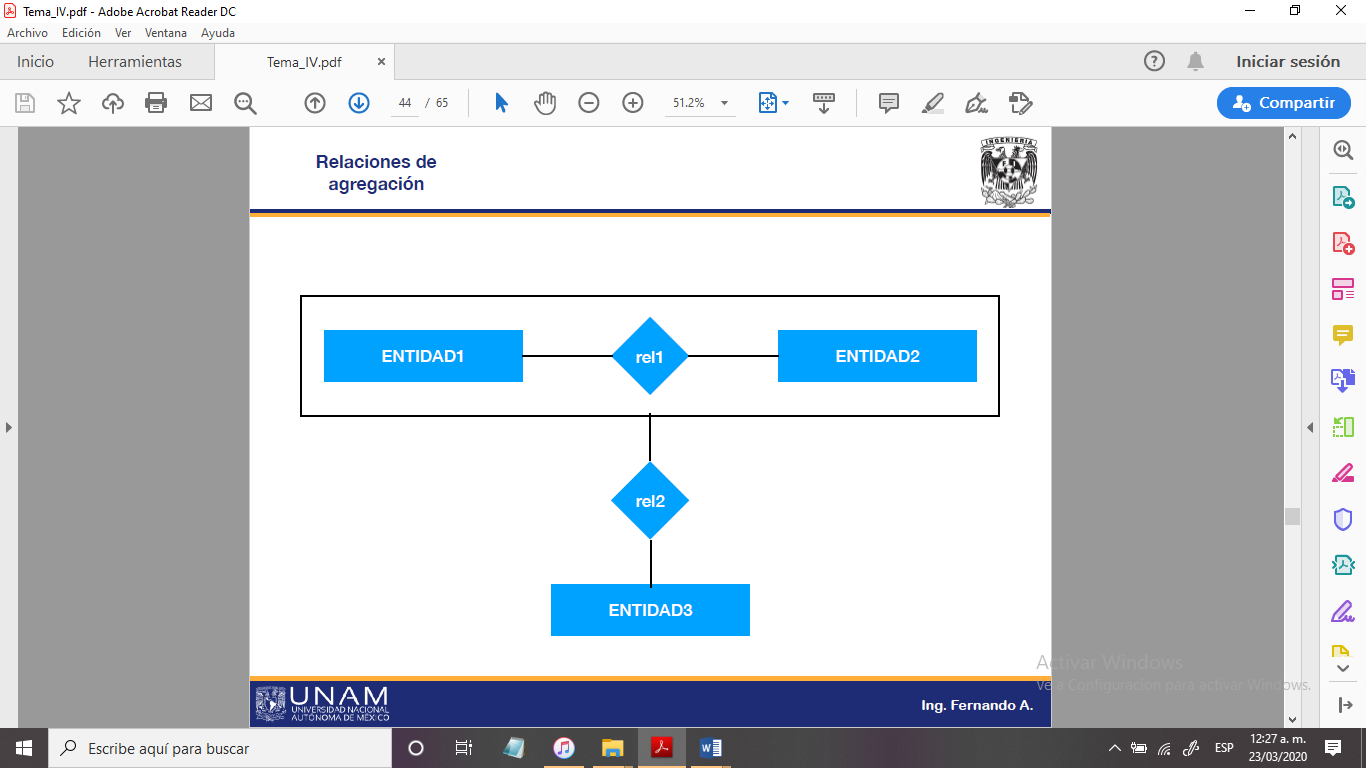 Tema_IV.pdf - Adobe Acrobat Reader DC
Archivo Edición Ver Ventana Ayuda
Inicio Herramientas Tema_IV.pdf × Iniciar sesión
44 / 65 51.2% Compartir
Relaciones de
agregación
INGENIERIA
ENTIDAD1 rel1 ENTIDAD2
rel2
ENTIDAD3
Activar Windows
Ve a Configuración para activar Windows.
UNAM
UNIVERSIDAD NACIONAL
AUTÓNOMA DE MÉXICO
Ing. Fernando A.
Escribe aquí para buscar
ESP
12:27 a. m.
23/03/2020